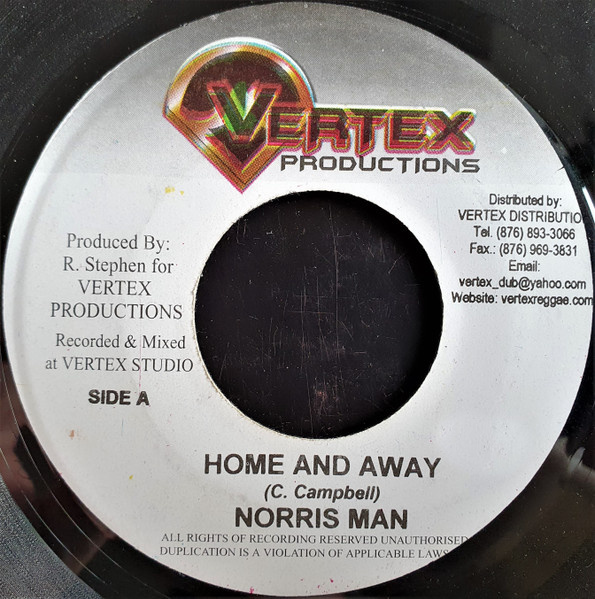 VERTEX
PRODUCTIONS
Produced By:
R. Stephen for
VERTEX
PRODUCTIONS
Recorded & Mixed
at VERTEX STUDIO
SIDE A
Distributed by:
VERTEX DISTRIBUTIO
Tel. (876) 893-3066
Fax.: (876) 969-3831
Email:
vertex_dub@yahoo.com
Website: vertexreggae.com
HOME AND AWAY
(C. Campbell)
NORRIS MAN
ALL RIGHTS OF RECORDING RESERVED UNAUTHORISED
DUPLICATION IS A VIOLATION OF APPLICABLE LAWS